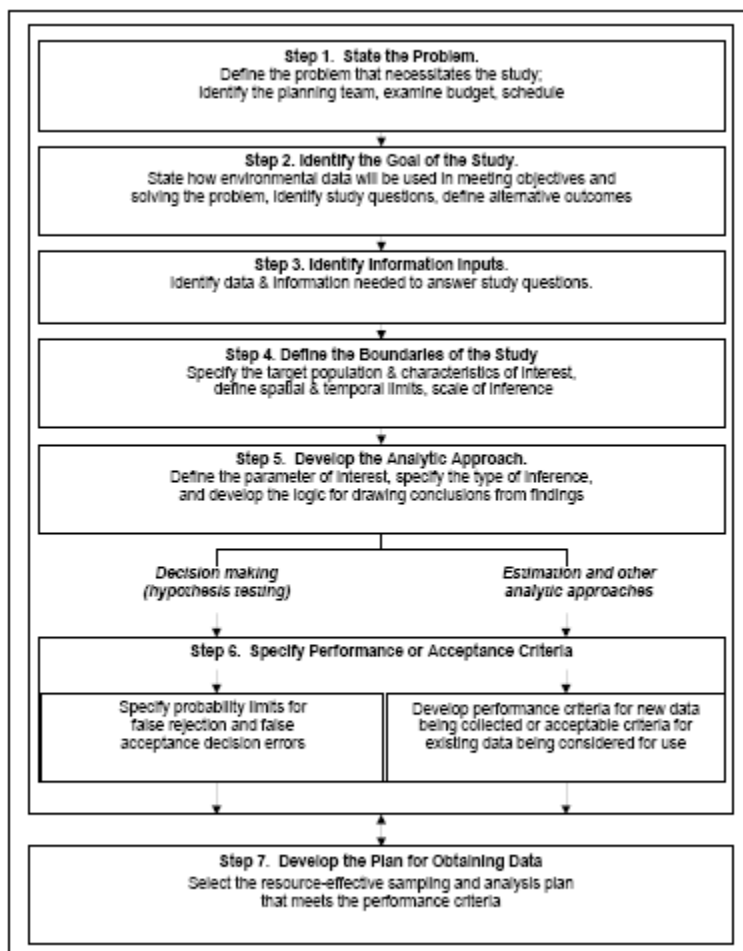 Step 1. State the Problem.
Define the problem that necessitates the study;
Identify the planning team, examine budget, schedule
Step 2. Identify the Goal of the Study.
State how environmental data will be used in meeting objectives and
solving the problem, identify study questions, define alternative outcomes
Step 3. Identify Information Inputs.
Identify data & information needed to answer study questions.
Step 4. Define the Boundaries of the Study
Specify the target population & characteristics of interest,
define spatial & temporal limits, scale of inference
Step 5. Develop the Analytic Approach.
Define the parameter of interest, specify the type of inference,
and develop the logic for drawing conclusions from findings
Decision making
(hypothesis testing)
Estimation and other
analytic approaches
Step 6. Specify Performance or Acceptance Criteria
Specify probability limits for
false rejection and false
acceptance decision errors
Develop performance criteria for new data
being collected or acceptable criteria for
existing data being considered for use
Step 7. Develop the Plan for Obtaining Data
Select the resource-effective sampling and analysis plan
that meets the performance criteria